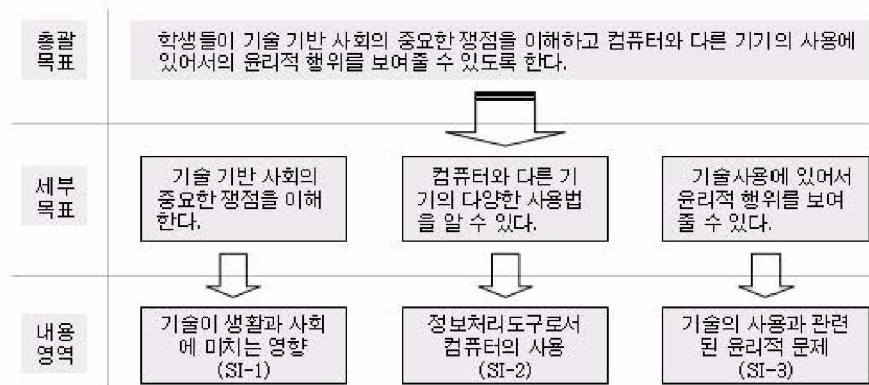 총괄
목표
학생들이 기술 기반 사회의 중요한 쟁점을 이해하고 컴퓨터와 다른 기기의 사용에
있어서의 윤리적 행위를 보여줄 수 있도록 한다.
세부
목표
기술 기반 사회의
중요한 쟁점을 이해
한다.
컴퓨터와 다른 기
기의 다양한 사용법
을 알 수 있다.
기술사용에 있어서
윤리적 행위를 보여
줄 수 있다.
내용
영역
기술이 생활과 사회
에 미치는 영향
(SI-1)
정보처리도구로서
컴퓨터의 사용
(SI-2)
기술의 사용과 관련
된 윤리적 문제
(SI-3)